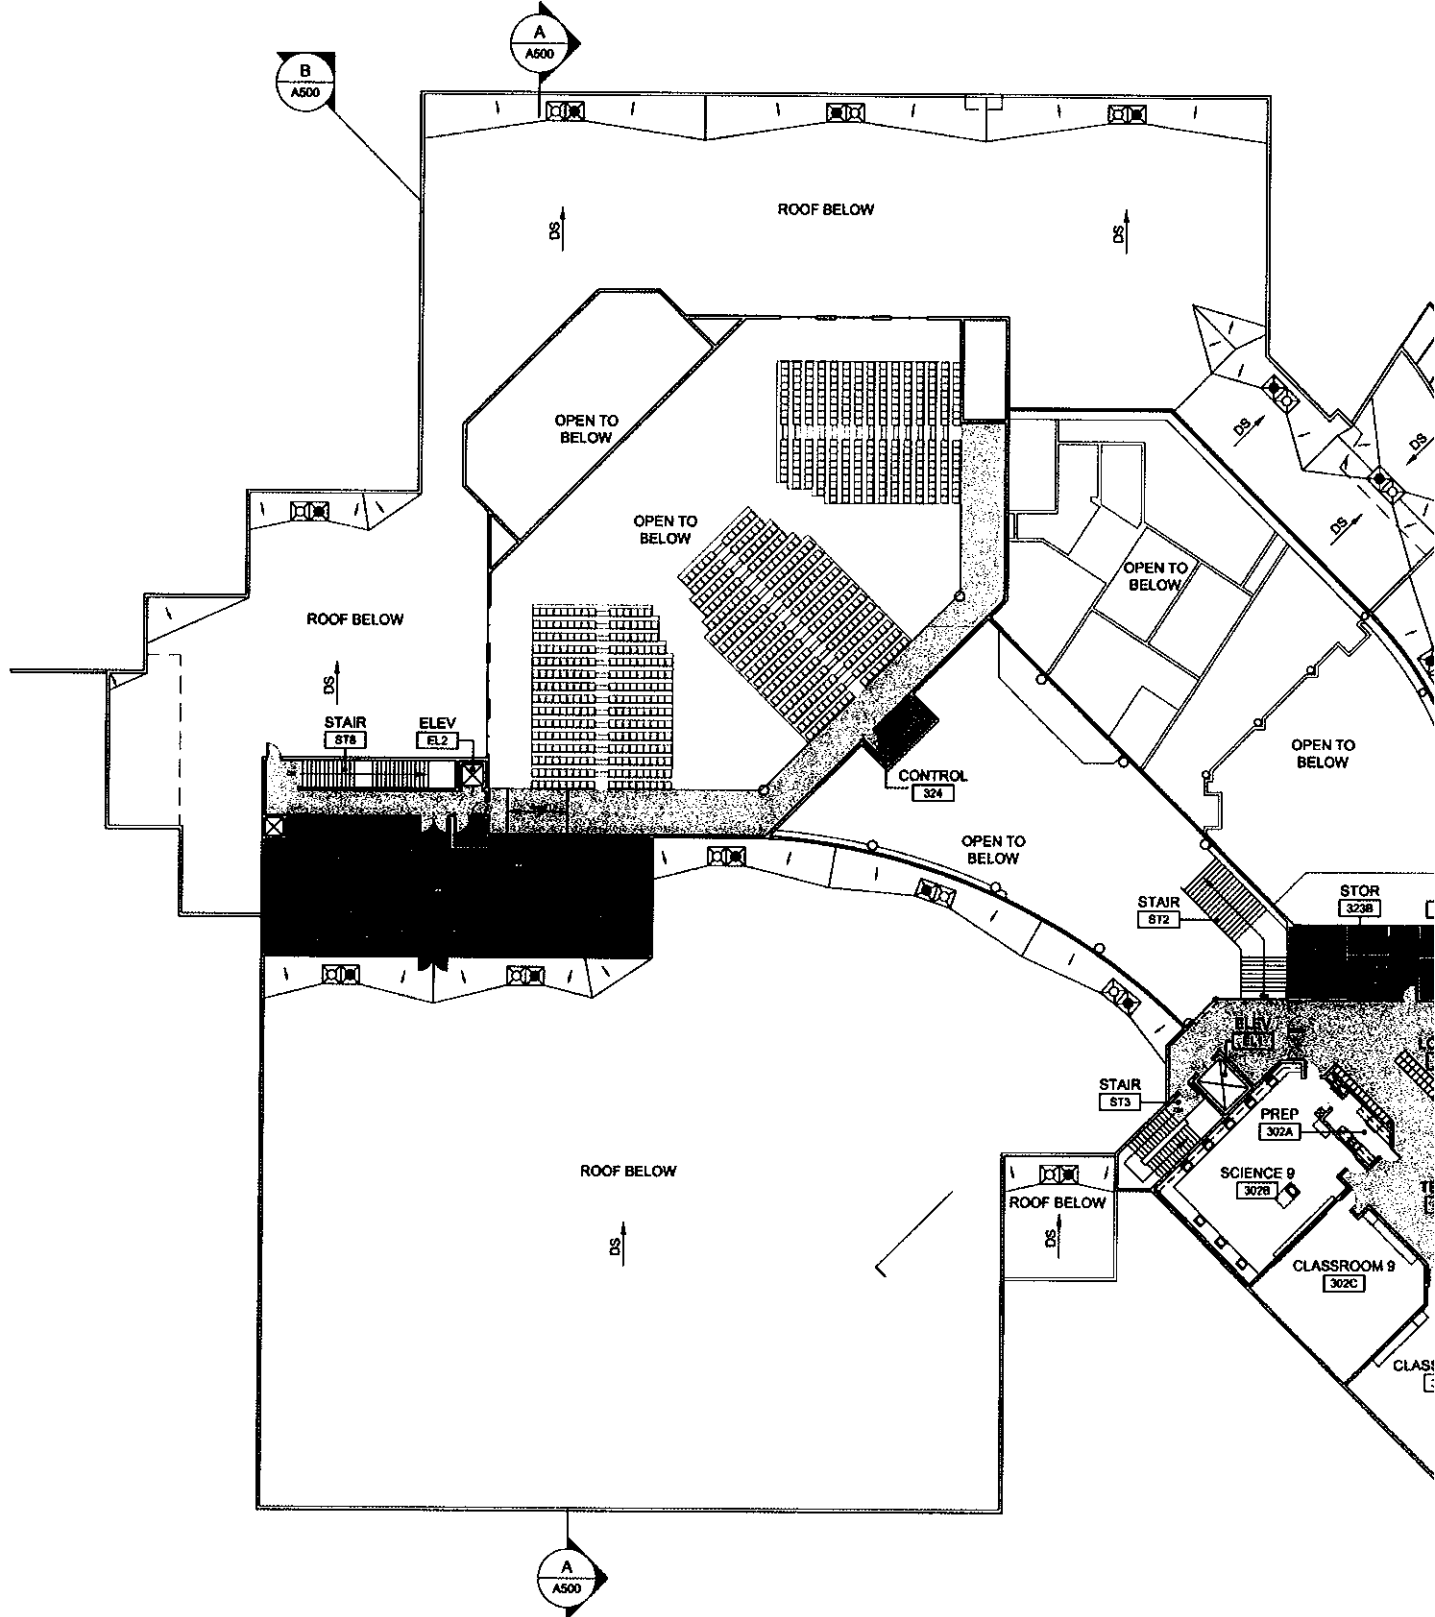 A
A500
B
A500
ROOF BELOW
DS
DS
OPEN TO
BELOW
DS
DS
OPEN TO
BELOW
DS
OPEN TO
BELOW
ROOF BELOW
DS
STAIR
ST8
ELEV
EL2
OPEN TO
BELOW
CONTROL
324
OPEN TO
BELOW
STAIR
ST2
STOR
323B
ELEV
STAIR
ST3
PREP
302A
SCIENCE 9
302B
ROOF BELOW
DS
ROOF BELOW
DS
CLASSROOM 9
302C
A
A500